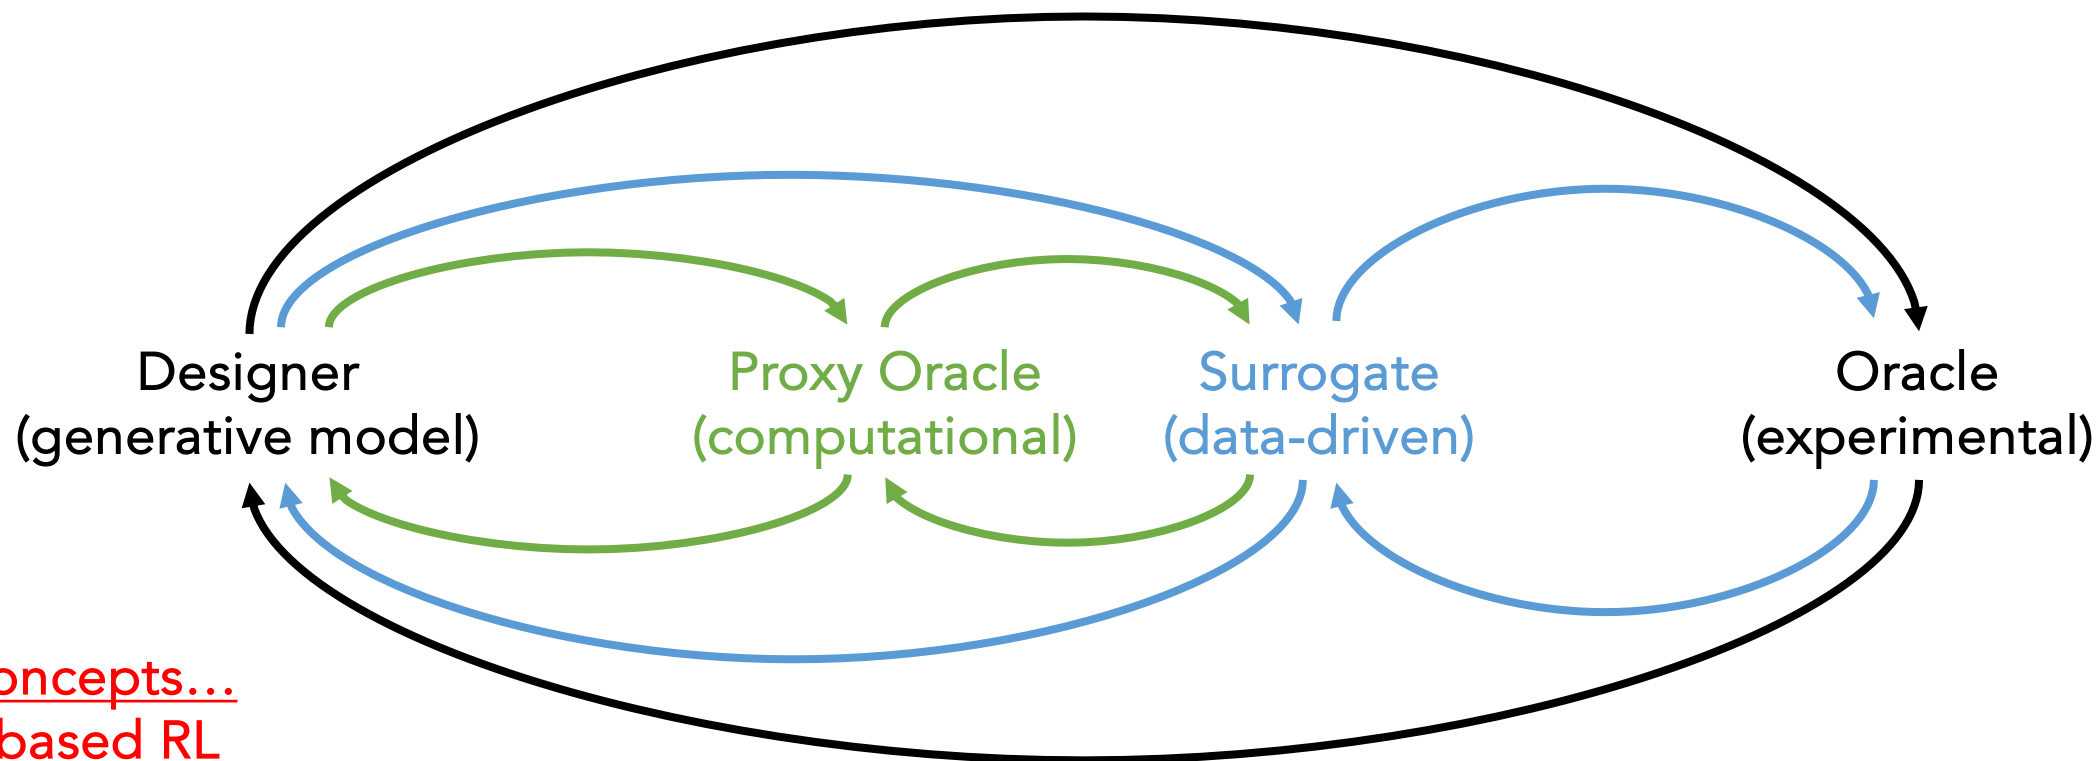 Designer
(generative model)
Proxy Oracle
(computational)
Surrogate
(data-driven)
Oracle
(experimental)
oncepts...
based RL